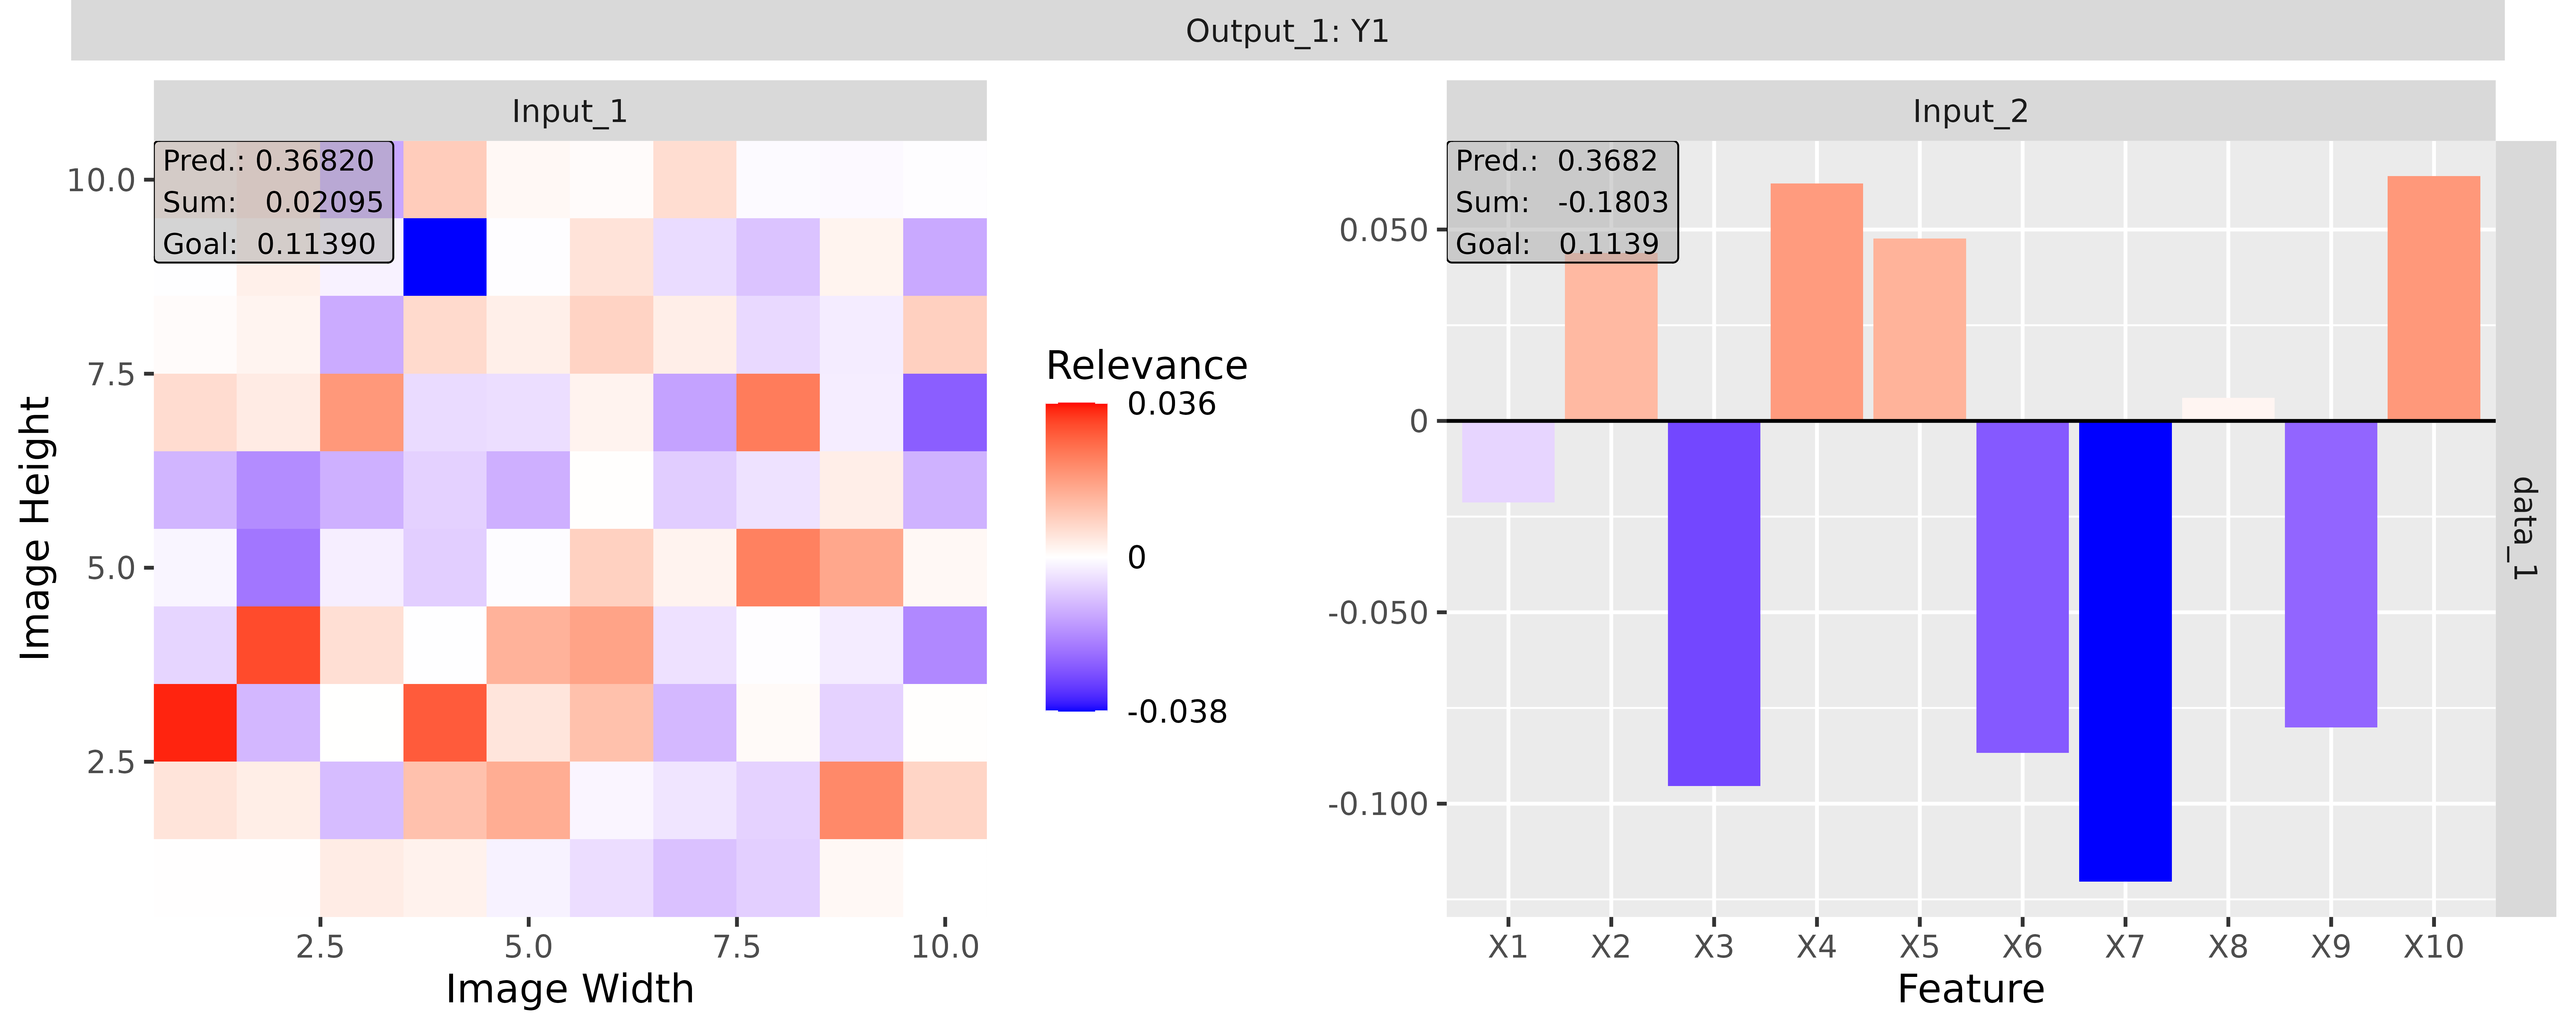 Output_1: Y1
Input_1
Pred.: 0.36820
Sum: 0.02095
Goal: 0.11390
Image Height
10.0
7.5
5.0
2.5
2.5 5.0 7.5 10.0
Image Width
Relevance
0.036
0
-0.038
Input_2
Pred.: 0.3682
Sum: -0.1803
Goal: 0.1139
0.050
0
-0.050
-0.100
X1 X2 X3 X4 X5 X6 X7 X8 X9 X10
Feature
data_1